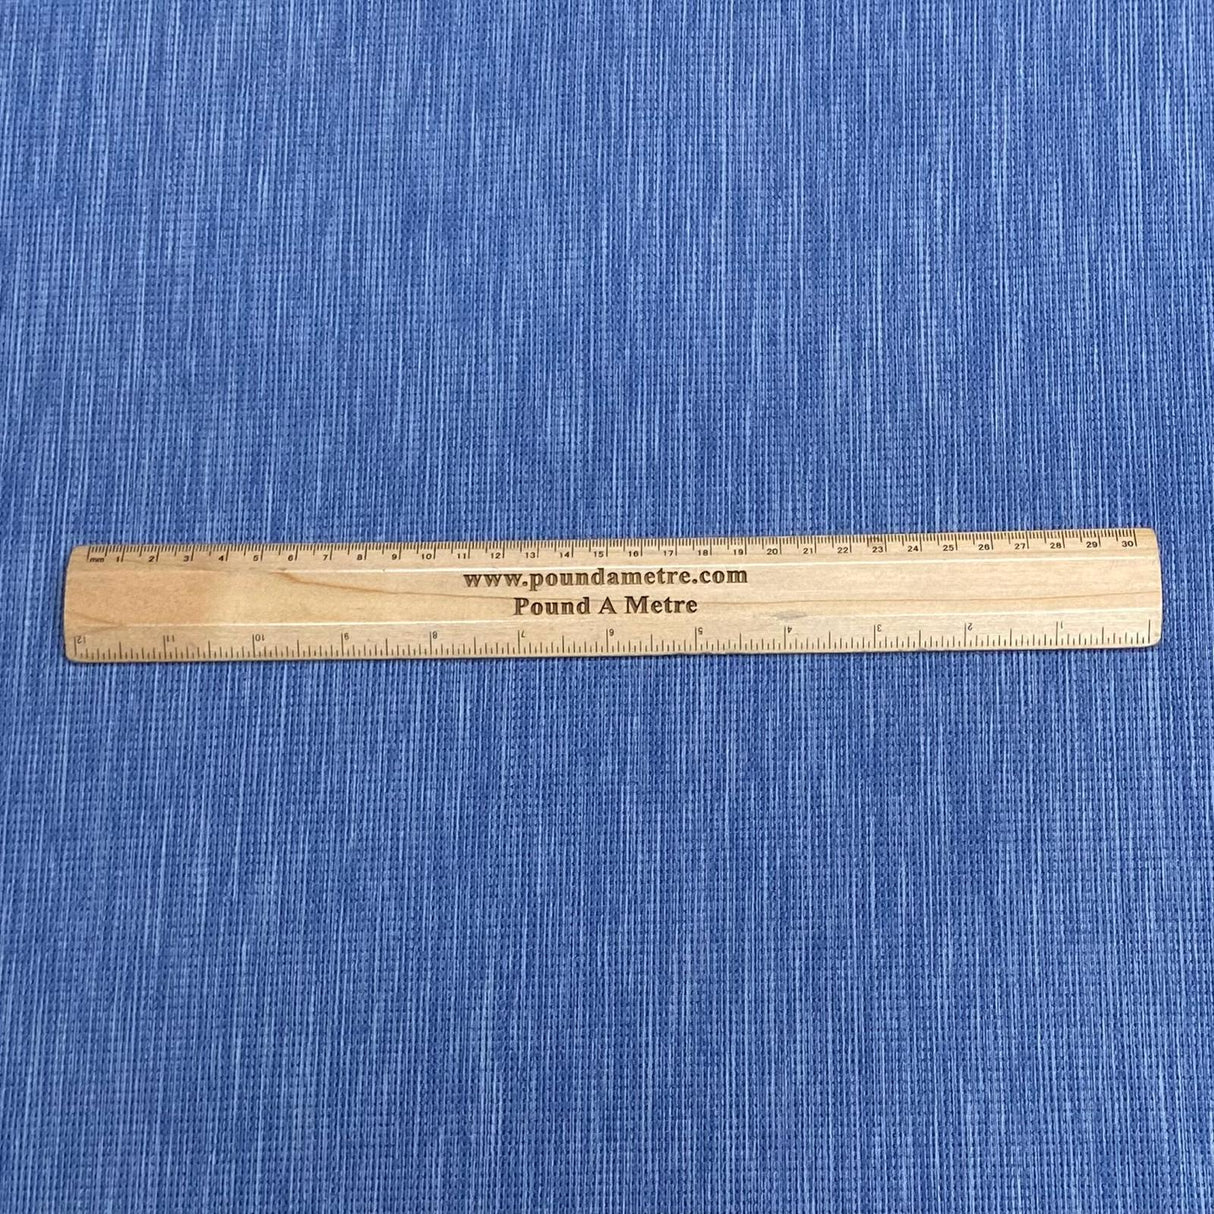 mm 1 2 3 4 5 6 7 8 9 10 11 12 13 14 15 16 17 18 19 20 21 22 23 24 25 26 27 28 29 30
www.poundametre.com
Pound A Metre
12 11 10 9 8 7 6 5 4 3 2 1